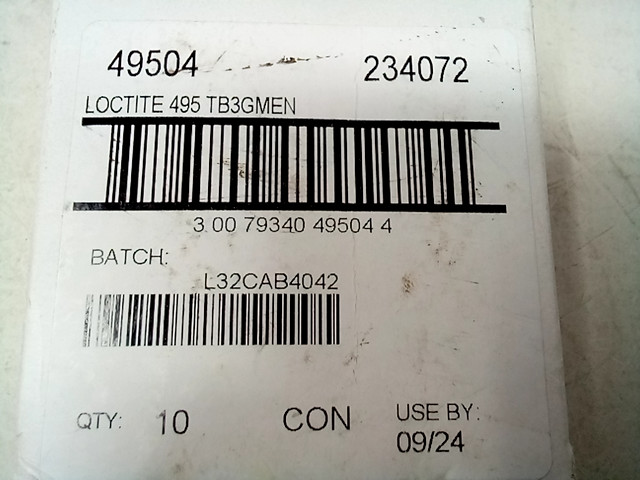 49504 234072
LOCTITE 495 TB3GMEN
3 00 79340 49504 4
BATCH:
L32CAB4042
QTY: 10 CON USE BY:
09/24